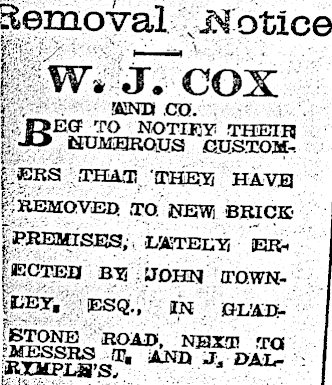 Removal Notice
W. J. COX
AND CO.
BEG TO NOTIFY THEIR
NUMEROUS CUSTOM-
ERS THAT THEY HAVE
REMOVED TO NEW BRICK
PREMISES, LATELY ER-
ECTED BY JOHN TOWN-
LEY, ESQ., IN GLAD-
STONE ROAD, NEXT TO
MESSRS T. AND J. DAL-
RYMPLE'S.